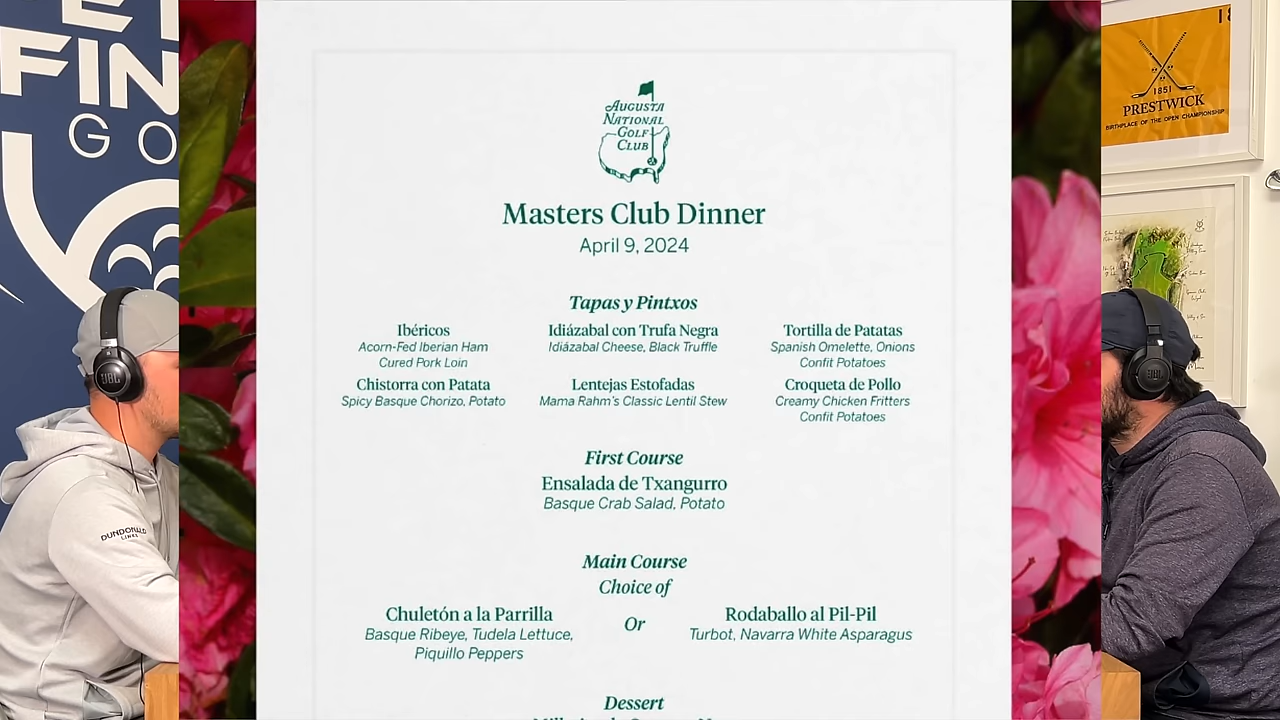 FIN
GO
AUGUSTA
NATIONAL
GOLF
CLUB
Masters Club Dinner
April 9, 2024
Tapas y Pintxos
Ibéricos
Acorn-Fed Iberian Ham
Cured Pork Loin
Idiázabal con Trufa Negra
Idiázabal Cheese, Black Truffle
Tortilla de Patatas
Spanish Omelette, Onions
Confit Potatoes
Chistorra con Patata
Spicy Basque Chorizo, Potato
Lentejas Estofadas
Mama Rahm's Classic Lentil Stew
Croqueta de Pollo
Creamy Chicken Fritters
Confit Potatoes
First Course
Ensalada de Txangurro
Basque Crab Salad, Potato
Main Course
Choice of
Chuletón a la Parrilla
Basque Ribeye, Tudela Lettuce,
Piquillo Peppers
Or
Rodaballo al Pil-Pil
Turbot, Navarra White Asparagus
Dessert
1851
PRESTWICK
BIRTHPLACE OF THE OPEN CHAMPIONSHIP
18
JBL
DUNDONALD
LINKS
JBL